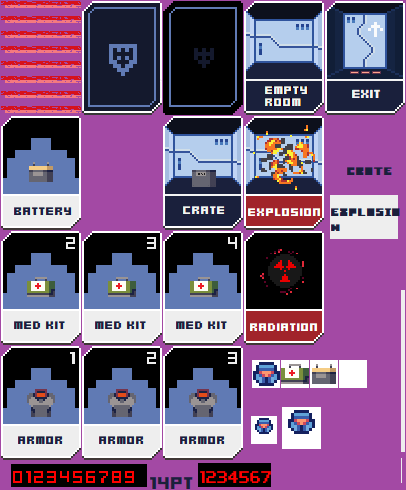 EMPTY
ROOM
EXIT
BATTERY
CRATE
EXPLOSION
CRATE
EXPLOSIO
N
2
3
4
MED KIT
MED KIT
MED KIT
RADIATION
1
2
3
ARMOR
ARMOR
ARMOR
0123456789
14PT
1234567